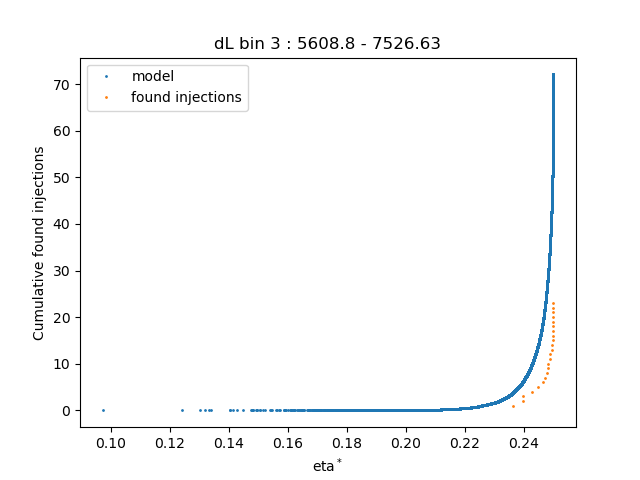 dL bin 3 : 5608.8 - 7526.63
model
found injections
Cumulative found injections
70
60
50
40
30
20
10
0
0.10 0.12 0.14 0.16 0.18 0.20 0.22 0.24
eta*